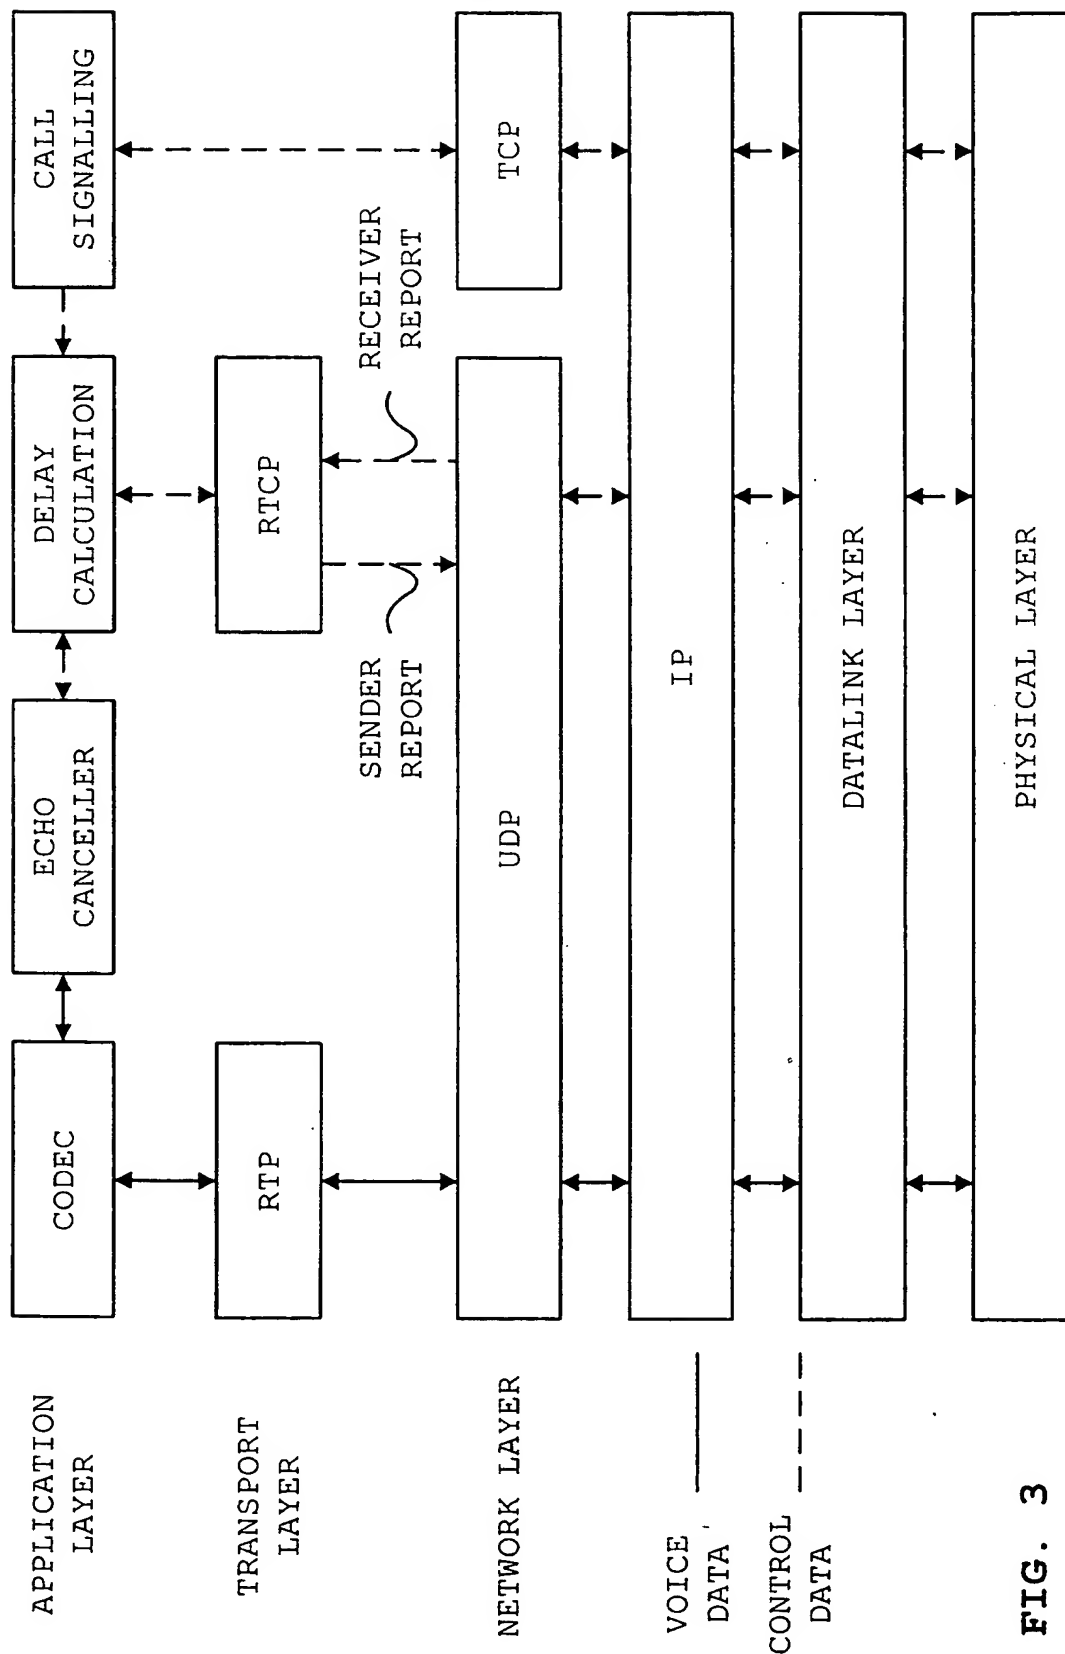 APPLICATION
LAYER
CODEC
ECHO
CANCELLER
DELAY
CALCULATION
CALL
SIGNALLING
TRANSPORT
LAYER
RTP
RTCP
SENDER
REPORT
RECEIVER
REPORT
NETWORK LAYER
UDP
TCP
IP
VOICE
DATA
CONTROL
DATA
DATALINK LAYER
PHYSICAL LAYER
FIG. 3